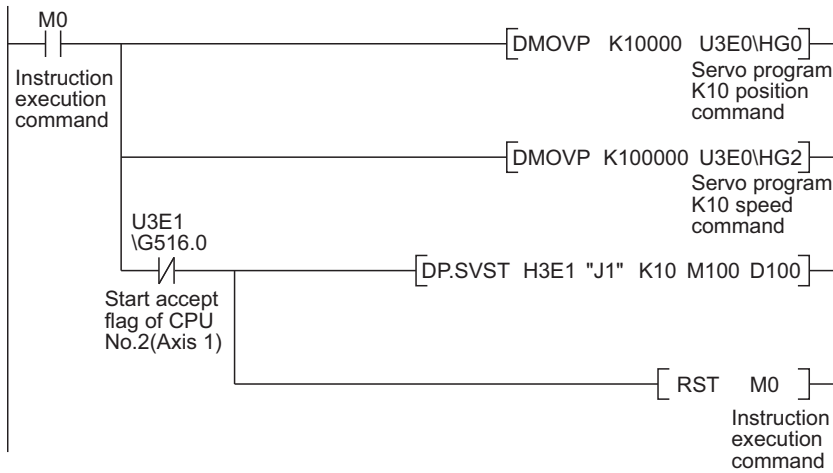 M0
DMOVP K10000 U3E0\HG0
Instruction
execution
command
Servo program
K10 position
command
DMOVP K100000 U3E0\HG2
Servo program
K10 speed
command
U3E1
\G516.0
DP.SVST H3E1 "J1" K10 M100 D100
Start accept
flag of CPU
No.2(Axis 1)
RST M0
Instruction
execution
command